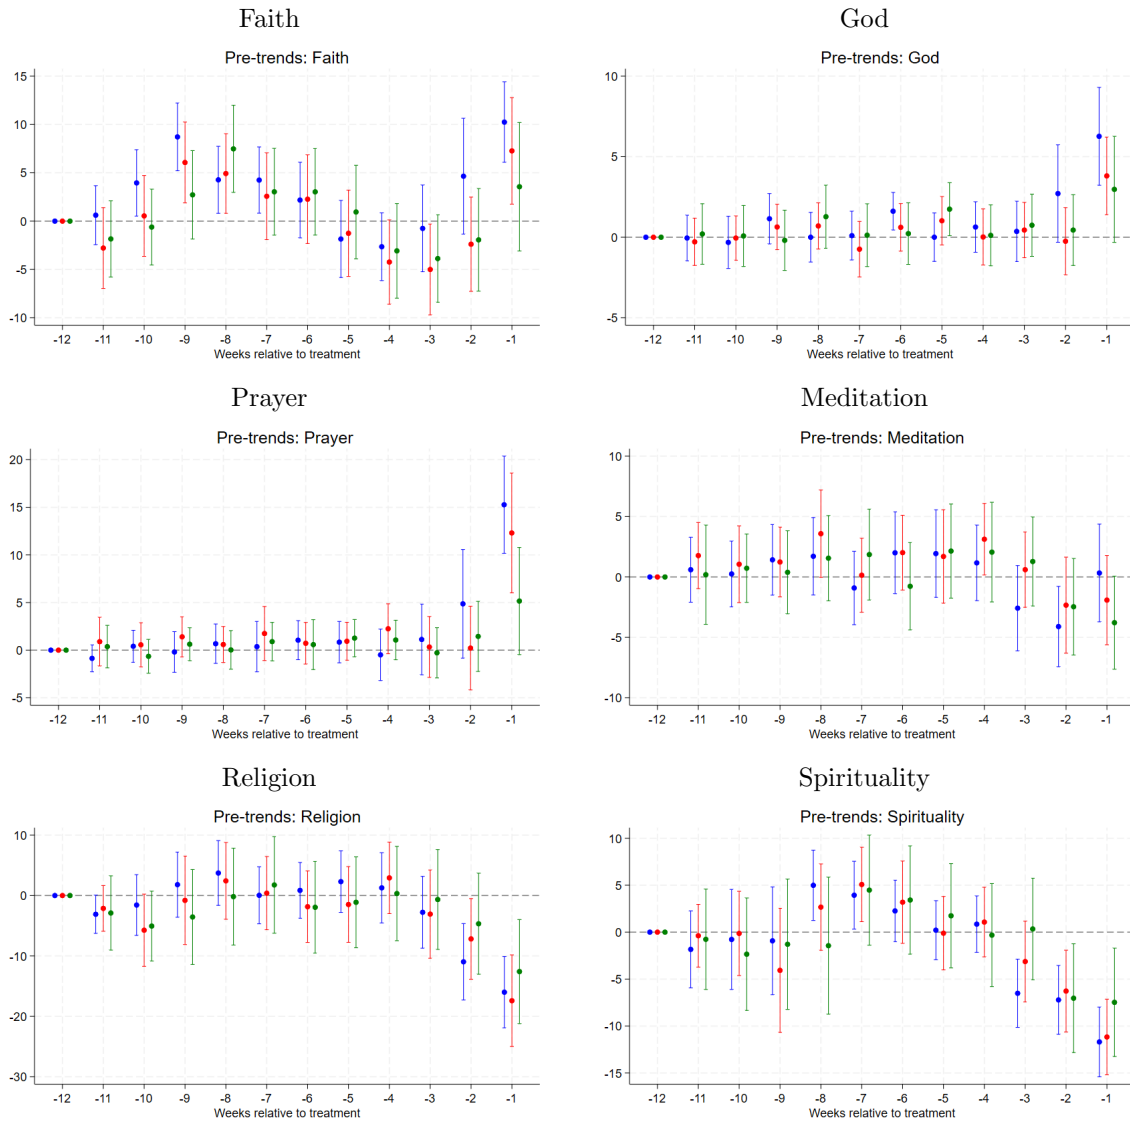 Faith God
Pre-trends: Faith Pre-trends: God
15
10
5
0
-5
-10
-12 -11 -10 -9 -8 -7 -6 -5 -4 -3 -2 -1
Weeks relative to treatment
10
5
0
-5
-12 -11 -10 -9 -8 -7 -6 -5 -4 -3 -2 -1
Weeks relative to treatment
Prayer Meditation
Pre-trends: Prayer Pre-trends: Meditation
20
15
10
5
0
-5
-12 -11 -10 -9 -8 -7 -6 -5 -4 -3 -2 -1
Weeks relative to treatment
10
5
0
-5
-10
-12 -11 -10 -9 -8 -7 -6 -5 -4 -3 -2 -1
Weeks relative to treatment
Religion Spirituality
Pre-trends: Religion Pre-trends: Spirituality
10
0
-10
-20
-30
-12 -11 -10 -9 -8 -7 -6 -5 -4 -3 -2 -1
Weeks relative to treatment
10
5
0
-5
-10
-15
-12 -11 -10 -9 -8 -7 -6 -5 -4 -3 -2 -1
Weeks relative to treatment